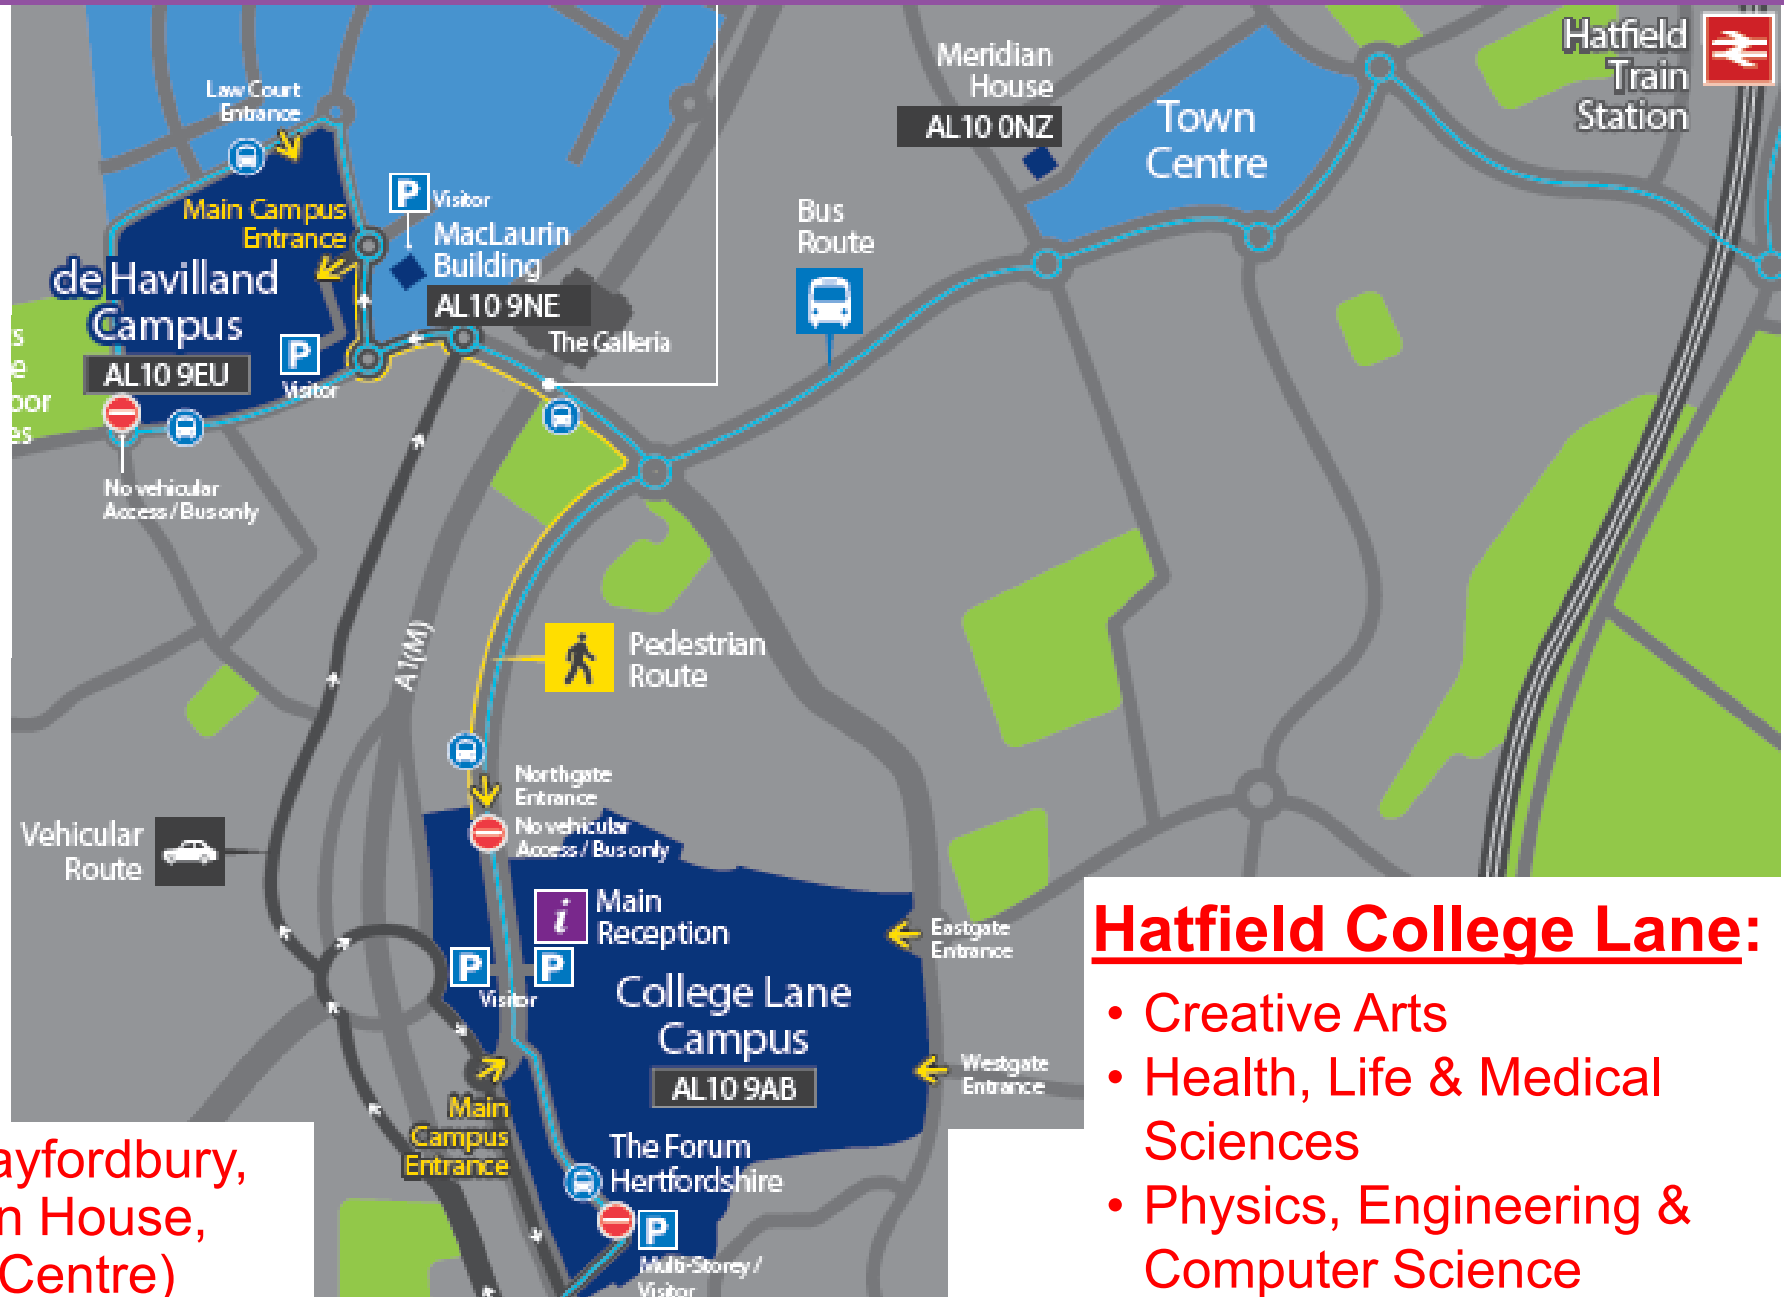 Hatfield
Train
Station
Meridian
House
AL10 0NZ
Town
Centre
Law Court
Entrance
P
Visitor
Main Campus
Entrance
MacLaurin
Building
AL10 9NE
Bus
Route
de Havilland
Campus
AL10 9EU
P
Visitor
The Galleria
No vehicular
Access / Bus only
A1(M)
Pedestrian
Route
Northgate
Entrance
No vehicular
Access / Bus only
Vehicular
Route
i
Main
Reception
P
P
Visitor
Eastgate
Entrance
College Lane
Campus
AL10 9AB
Westgate
Entrance
Main
Campus
Entrance
The Forum
Hertfordshire
P
Multi-Storey /
Visitor
Hatfield College Lane:
• Creative Arts
• Health, Life & Medical
Sciences
• Physics, Engineering &
Computer Science
ayfordbury,
n House,
Centre)